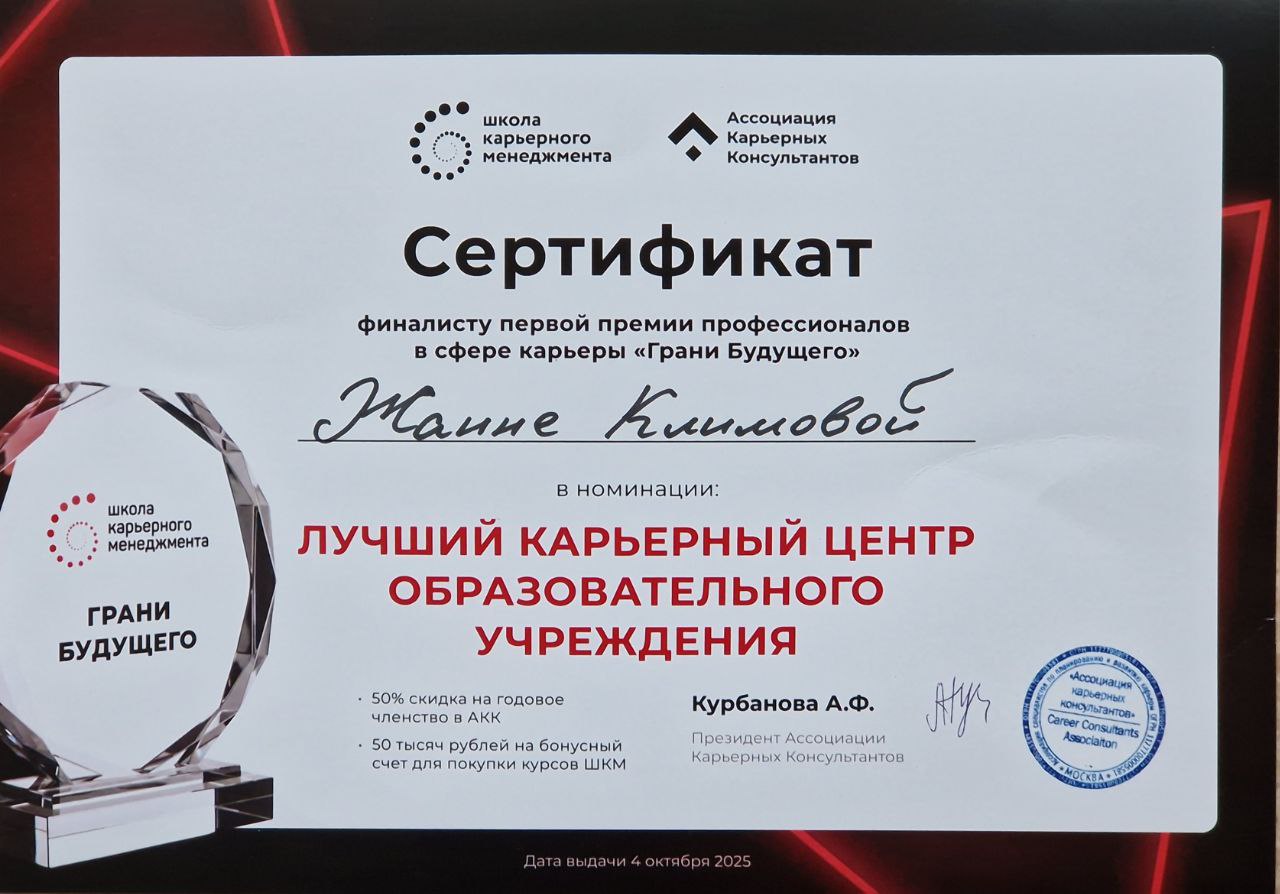 школа
карьерного
менеджмента
Ассоциация
Карьерных
Консультантов
Сертификат
финалисту первой премии профессионалов
в сфере карьеры «Грани Будущего»
Жанне Климовой
в номинации:
ЛУЧШИЙ КАРЬЕРНЫЙ ЦЕНТР
ОБРАЗОВАТЕЛЬНОГО
УЧРЕЖДЕНИЯ
школа
карьерного
менеджмента
ГРАНИ
БУДУЩЕГО
· 50% скидка на годовое
членство в АКК
· 50 тысяч рублей на бонусный
счет для покупки курсов ШКМ
Курбанова А.Ф.
Президент Ассоциации
Карьерных Консультантов
«Ассоциация
карьерных
консультантов»
Career Consultants
Associaiton
МОСКВА
Дата выдачи 4 октября 2025